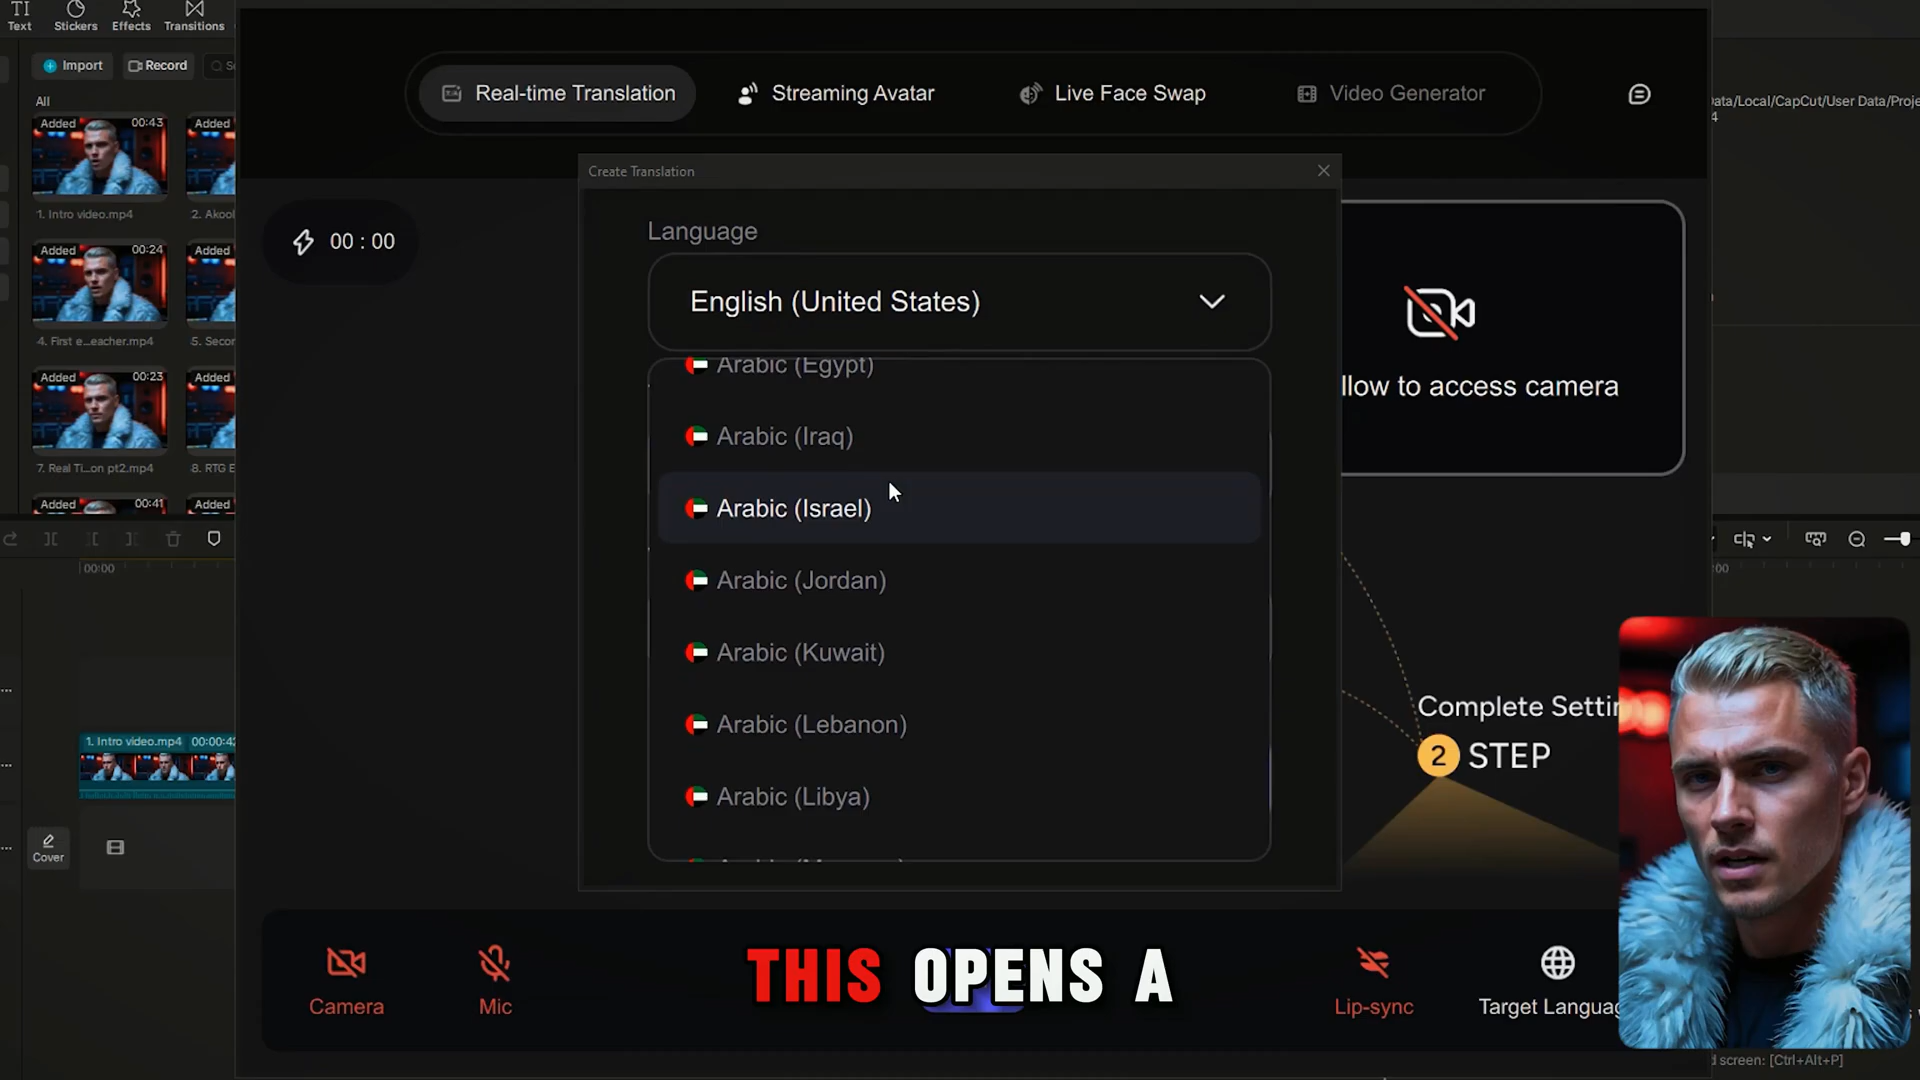 Text Stickers Effects Transitions
Import Record
All
Added 00:43 Added
1. Intro video.mp4 2. Akool
Added 00:24 Added
4. First e...eacher.mp4 5. Secor
Added 00:23 Added
7. Real Ti...on pt2.mp4 8. RTG E
Added 00:41 Added
00:00
1. Intro video.mp4 00:00:42
Cover
Real-time Translation Streaming Avatar Live Face Swap Video Generator
ata/Local/CapCut/User Data/Proje
4
00 : 00
Create Translation
Language
English (United States)
Arabic (Egypt)
Arabic (Iraq)
Arabic (Israel)
Arabic (Jordan)
Arabic (Kuwait)
Arabic (Lebanon)
Arabic (Libya)
llow to access camera
:00
Complete Settin
2 STEP
Camera Mic
THIS OPENS A
Lip-sync Target Languag
d screen: [Ctrl+Alt+P]